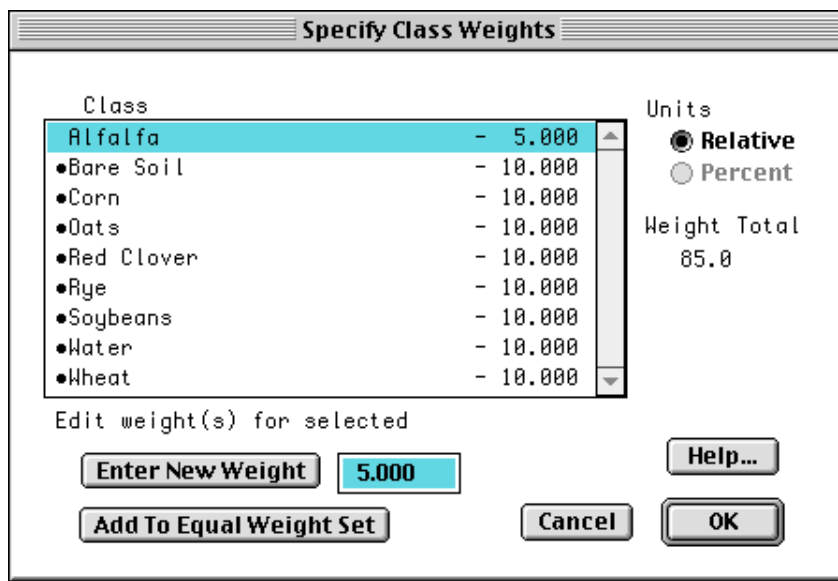 Specify Class Weights
Class
Alfalfa - 5.000
•Bare Soil - 10.000
•Corn - 10.000
•Oats - 10.000
•Red Clover - 10.000
•Rye - 10.000
•Soybeans - 10.000
•Water - 10.000
•Wheat - 10.000
Units
Relative
Percent
Weight Total
85.0
Edit weight(s) for selected
Enter New Weight 5.000
Add To Equal Weight Set
Help...
Cancel OK